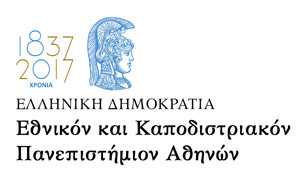 1837
2017
ΧΡΟΝΙΑ
ΕΛΛΗΝΙΚΗ ΔΗΜΟΚΡΑΤΙΑ
Εθνικόν και Καποδιστριακόν
Πανεπιστήμιον Αθηνών